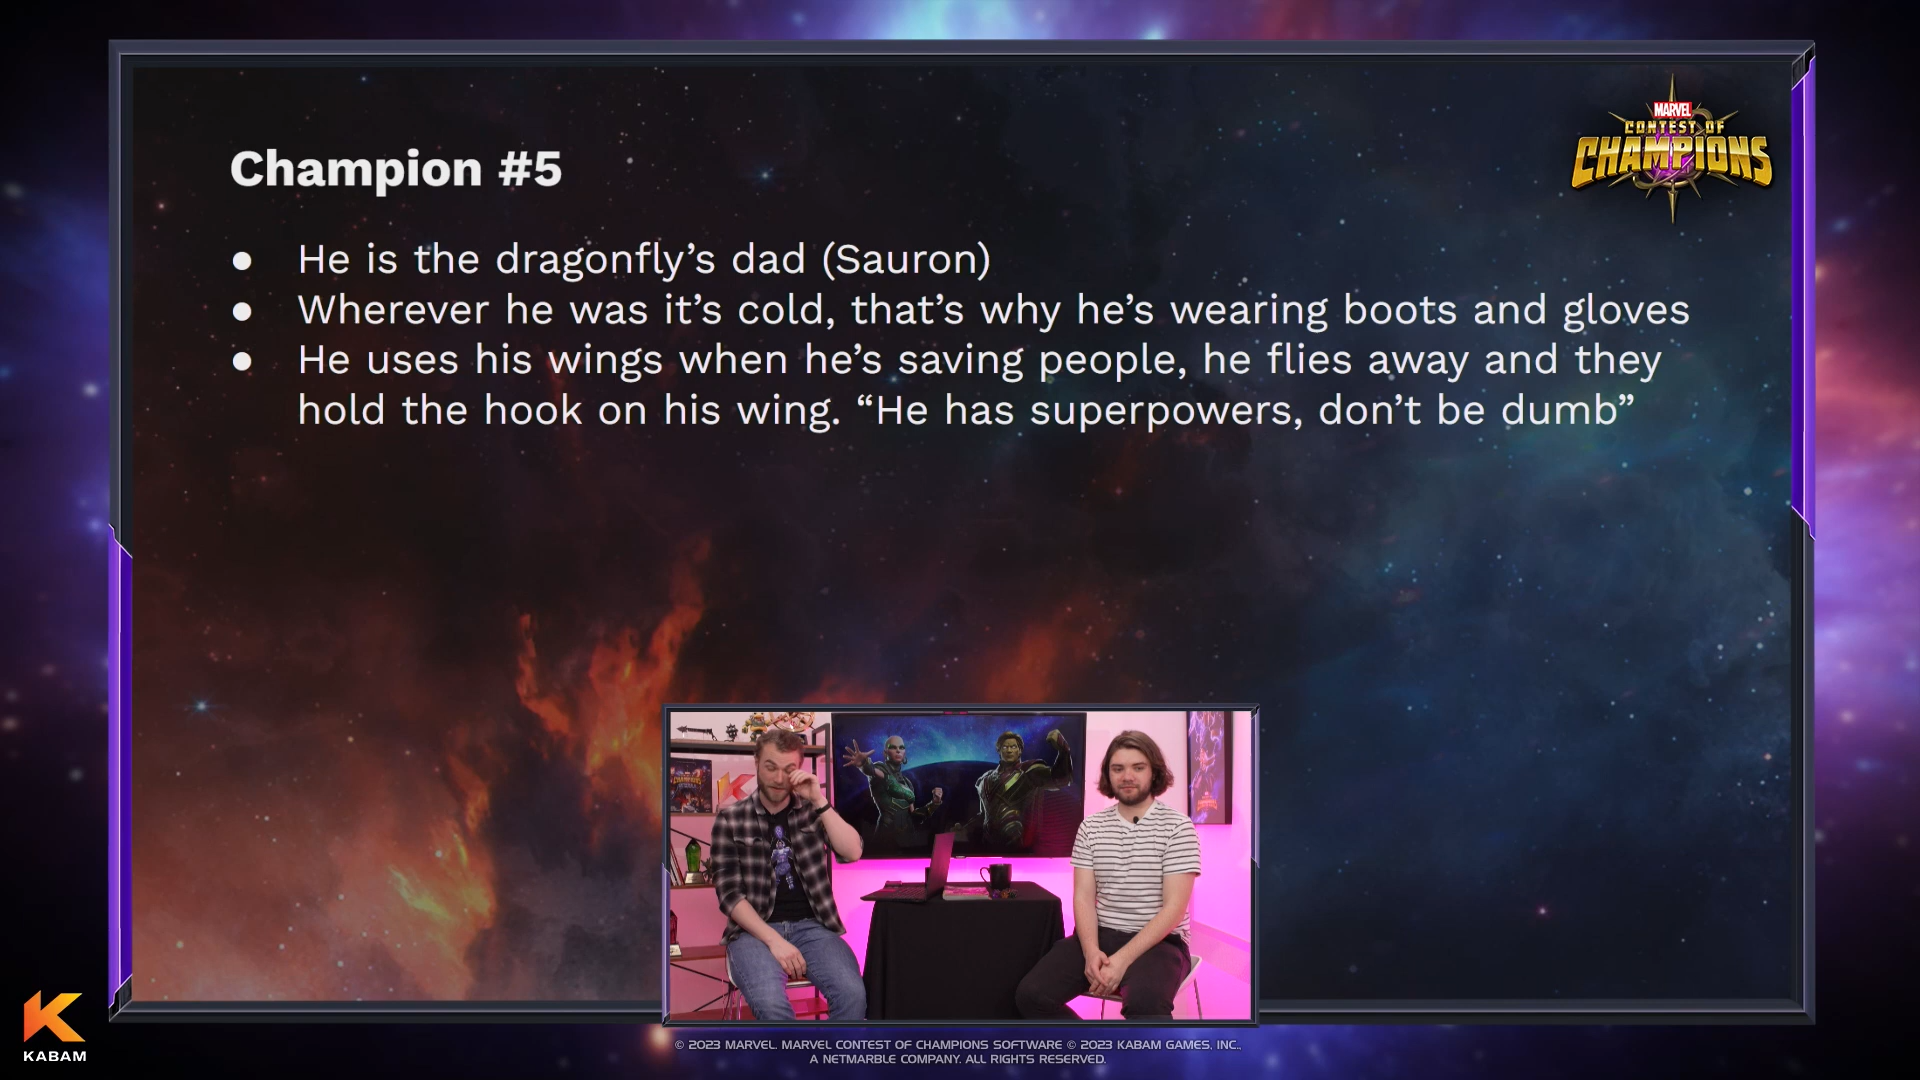 MARVEL
CONTEST OF
CHAMPIONS
Champion #5
● He is the dragonfly’s dad (Sauron)
● Wherever he was it’s cold, that’s why he’s wearing boots and gloves
● He uses his wings when he’s saving people, he flies away and they
hold the hook on his wing. “He has superpowers, don’t be dumb”
KABAM
© 2023 MARVEL. MARVEL CONTEST OF CHAMPIONS SOFTWARE © 2023 KABAM GAMES, INC.,
A NETMARBLE COMPANY. ALL RIGHTS RESERVED.